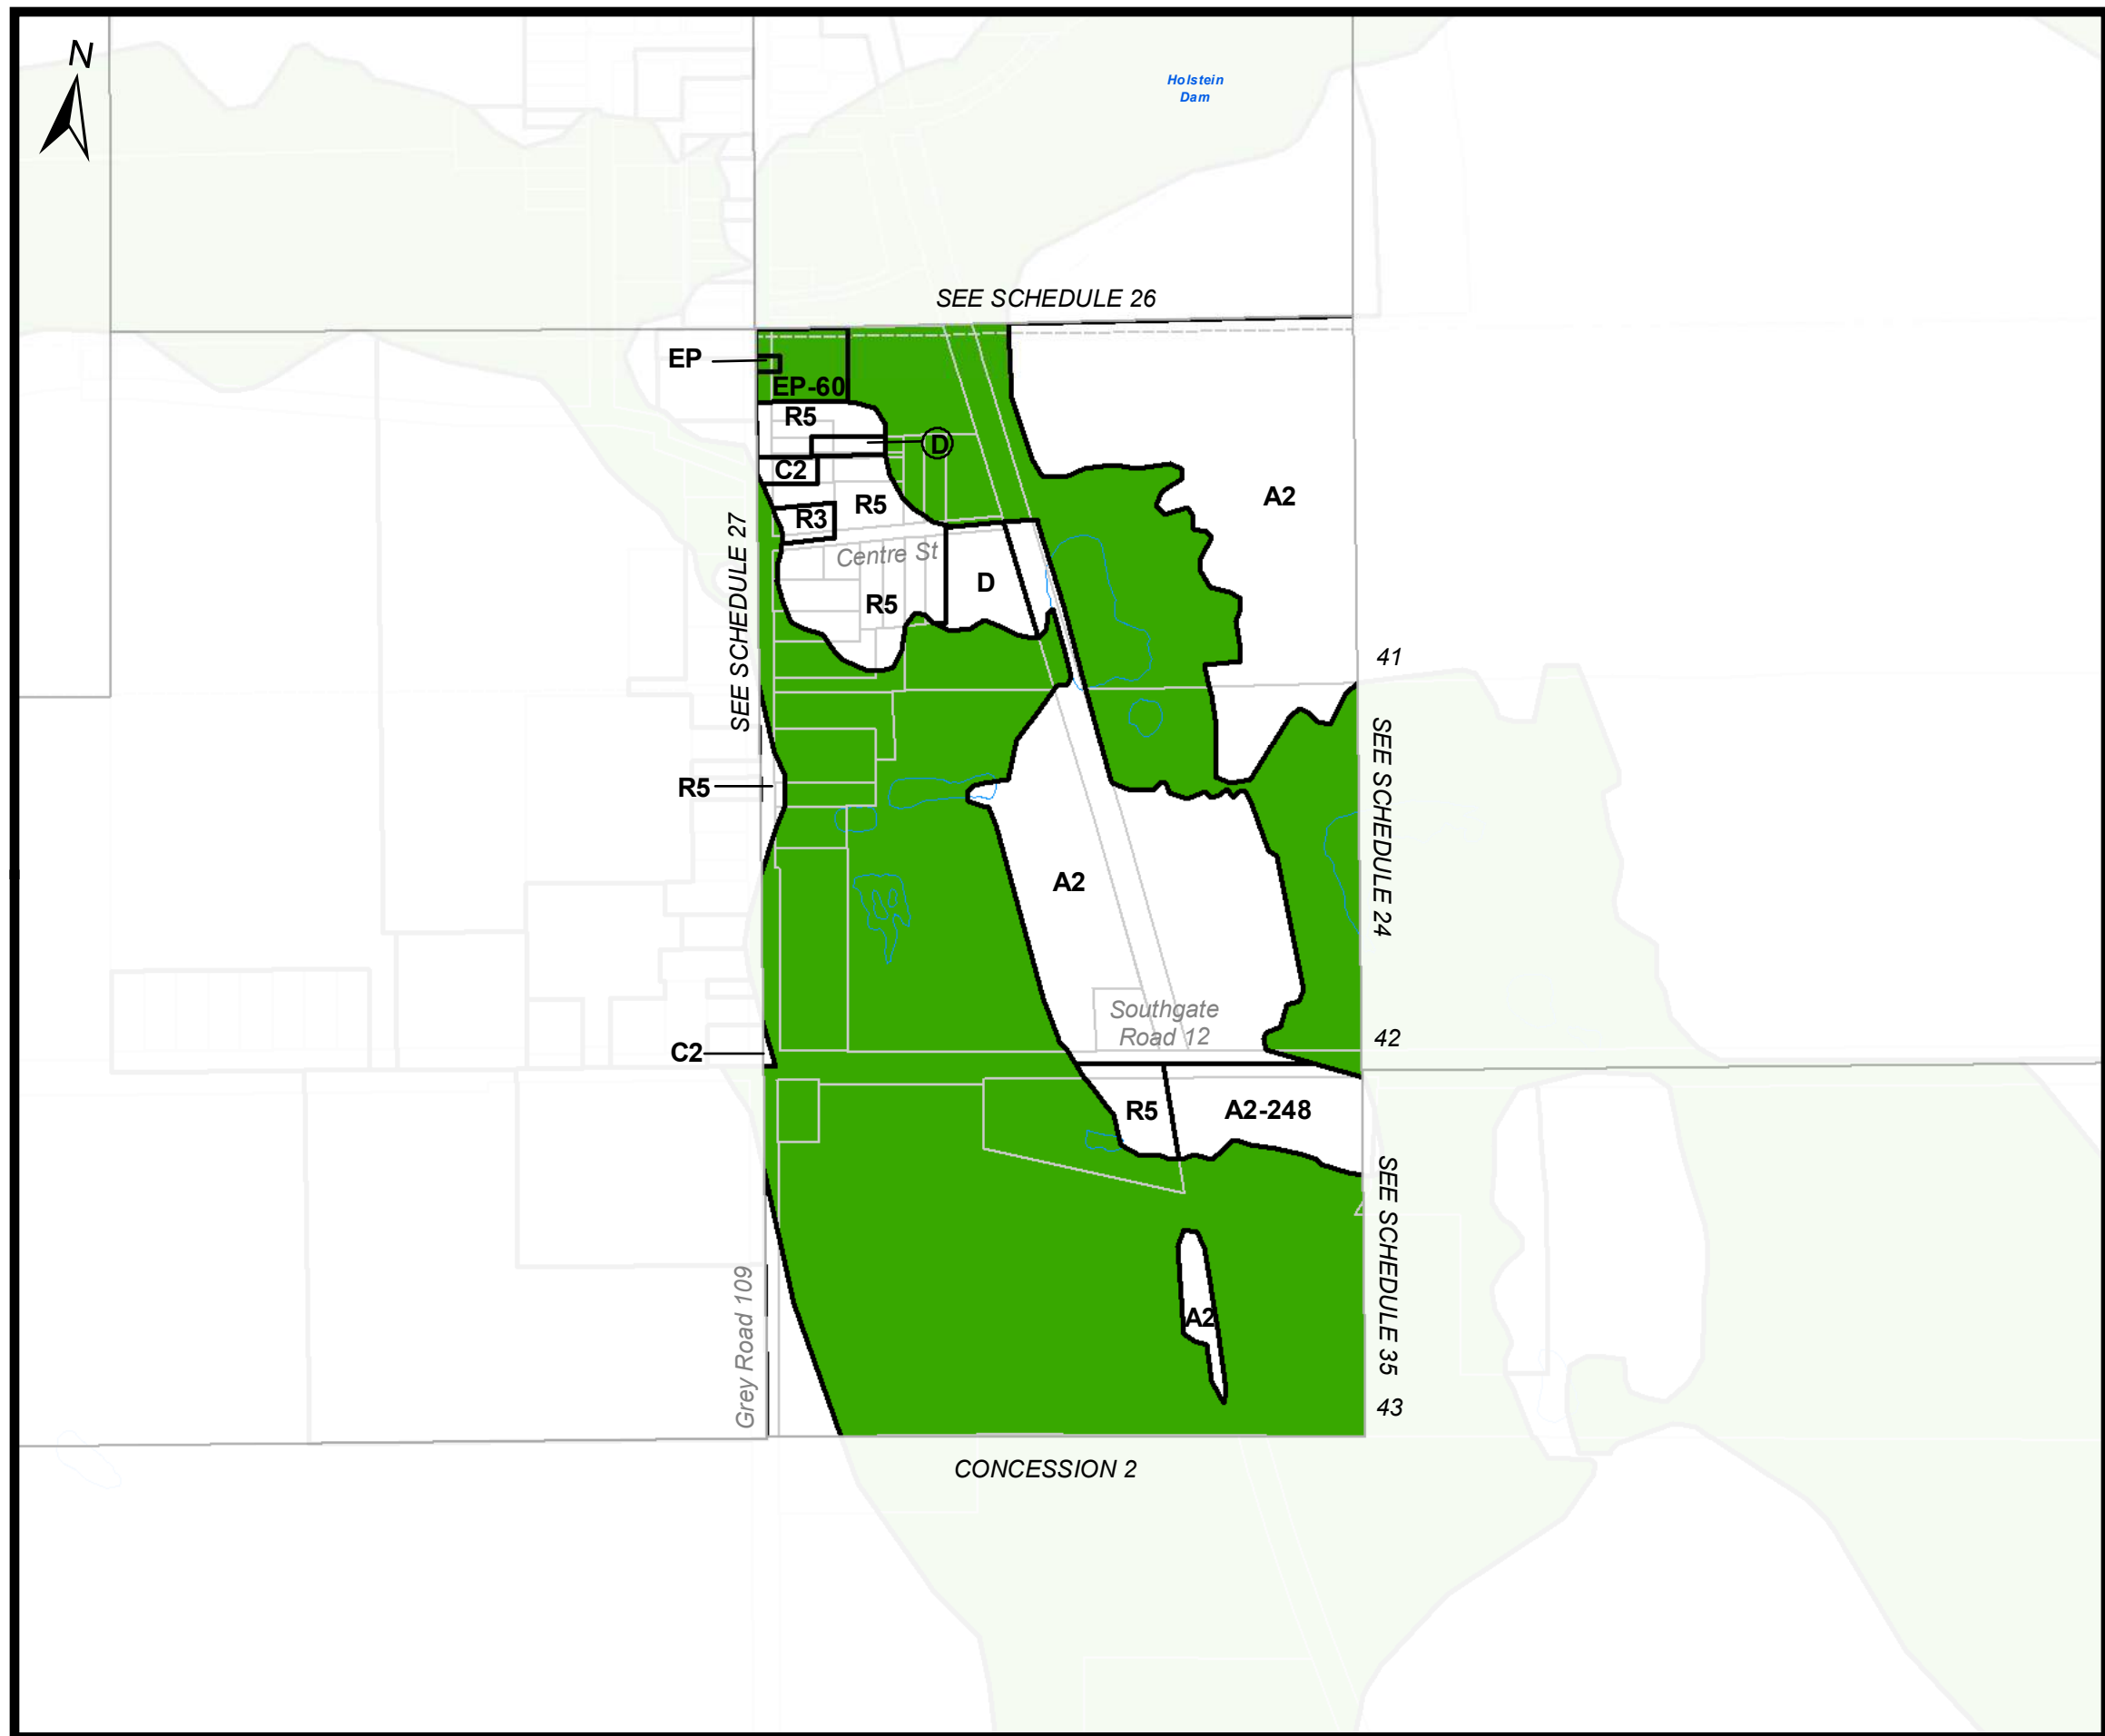 N
Holstein
Dam
SEE SCHEDULE 26
EP
EP-60
R5
D
C2
A2
R5
R3
SEE SCHEDULE 27
Centre St
D
R5
41
SEE SCHEDULE 24
R5
A2
Southgate
Road 12
42
C2
R5
A2-248
SEE SCHEDULE 35
A2
Grey Road 109
43
CONCESSION 2